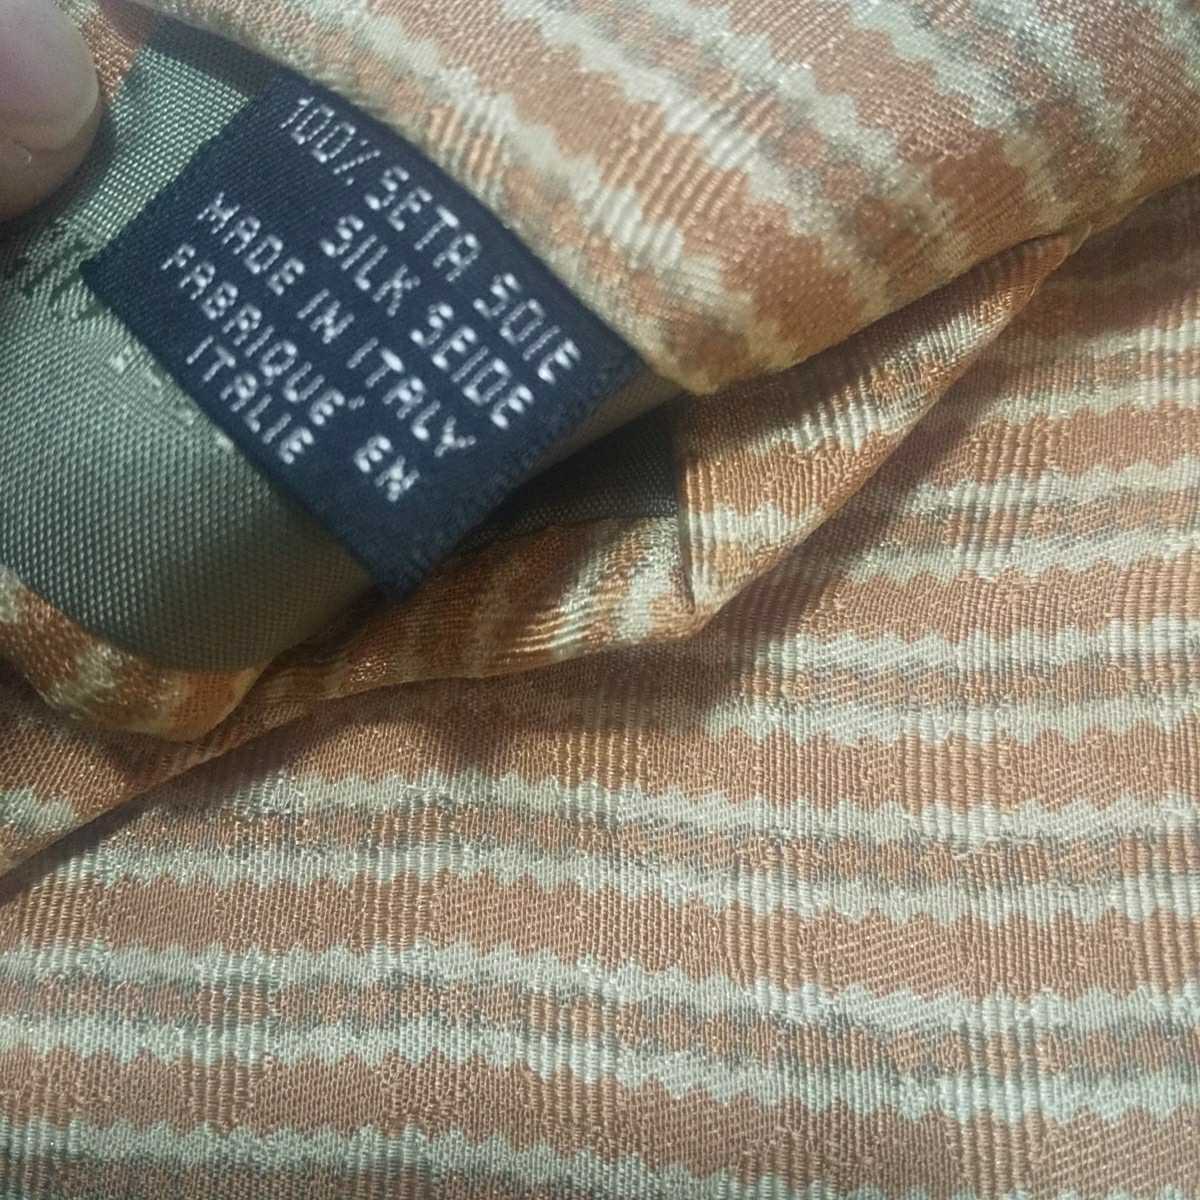 100% SETA SOIE
SILK SEIDE
MADE IN ITALY
FABRIQUE' EN
ITALIE